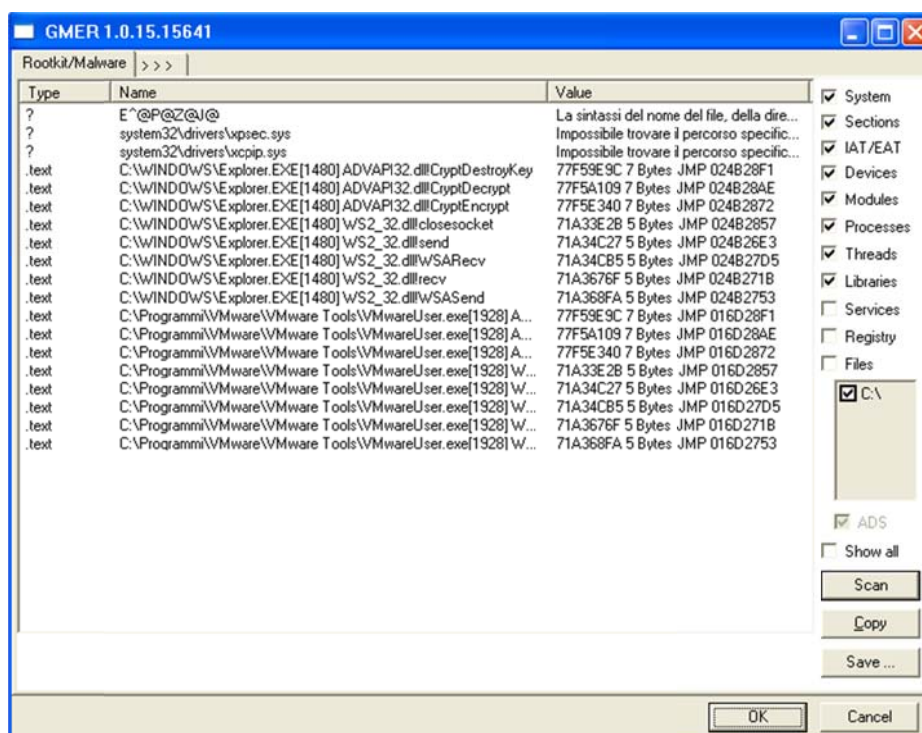 GMER 1.0.15.15641
Rootkit/Malware > > >
Type Name Value
? E^@P@Z@J@ La sintassi del nome del file, della dire...
? system32\drivers\xpsec.sys Impossibile trovare il percorso specific...
? system32\drivers\xcpip.sys Impossibile trovare il percorso specific...
.text C:\WINDOWS\Explorer.EXE[1480] ADVAPI32.dll!CryptDestroyKey 77F59E9C 7 Bytes JMP 024B28F1
.text C:\WINDOWS\Explorer.EXE[1480] ADVAPI32.dll!CryptDecrypt 77F5A109 7 Bytes JMP 024B28AE
.text C:\WINDOWS\Explorer.EXE[1480] ADVAPI32.dll!CryptEncrypt 77F5E340 7 Bytes JMP 024B2872
.text C:\WINDOWS\Explorer.EXE[1480] WS2_32.dll!closesocket 71A33E2B 5 Bytes JMP 024B2857
.text C:\WINDOWS\Explorer.EXE[1480] WS2_32.dll!send 71A34C27 5 Bytes JMP 024B26E3
.text C:\WINDOWS\Explorer.EXE[1480] WS2_32.dll!WSARecv 71A34CB5 5 Bytes JMP 024B27D5
.text C:\WINDOWS\Explorer.EXE[1480] WS2_32.dll!recv 71A3676F 5 Bytes JMP 024B271B
.text C:\WINDOWS\Explorer.EXE[1480] WS2_32.dll!WSASend 71A368FA 5 Bytes JMP 024B2753
.text C:\Programmi\VMware\VMware Tools\VMwareUser.exe[1928] A... 77F59E9C 7 Bytes JMP 016D28F1
.text C:\Programmi\VMware\VMware Tools\VMwareUser.exe[1928] A... 77F5A109 7 Bytes JMP 016D28AE
.text C:\Programmi\VMware\VMware Tools\VMwareUser.exe[1928] A... 77F5E340 7 Bytes JMP 016D2872
.text C:\Programmi\VMware\VMware Tools\VMwareUser.exe[1928] W... 71A33E2B 5 Bytes JMP 016D2857
.text C:\Programmi\VMware\VMware Tools\VMwareUser.exe[1928] W... 71A34C27 5 Bytes JMP 016D26E3
.text C:\Programmi\VMware\VMware Tools\VMwareUser.exe[1928] W... 71A34CB5 5 Bytes JMP 016D27D5
.text C:\Programmi\VMware\VMware Tools\VMwareUser.exe[1928] W... 71A3676F 5 Bytes JMP 016D271B
.text C:\Programmi\VMware\VMware Tools\VMwareUser.exe[1928] W... 71A368FA 5 Bytes JMP 016D2753
System
Sections
IAT/EAT
Devices
Modules
Processes
Threads
Libraries
Services
Registry
Files
C:\
ADS
Show all
Scan
Copy
Save ...
OK Cancel